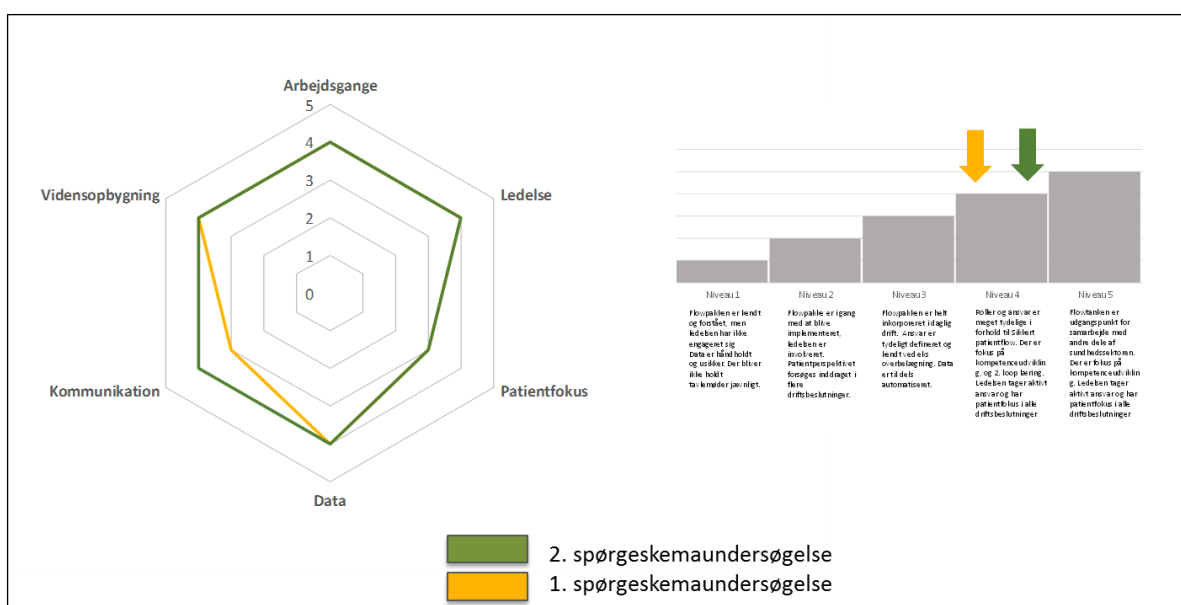 Arbejdsgange
5
4
3
2
1
0
Vidensopbygning
Ledelse
Kommunikation
Patientfokus
Data
Niveau 1
Niveau 2
Niveau 3
Niveau 4
Niveau 5
Flowpakken er kendt
og forstået, men
ledelsen har ikke
engageret sig
Data er håndholdt
og usikker. Der bliver
ikke holdt
tavlemøder jævnligt.
Flowpakke er i gang
med at blive
implementeret,
ledelsen er
involveret.
Patientperspektivet
forsøges inddraget i
flere
driftsbeslutninger.
Flowpakken er helt
inkorporeret i daglig
drift. Ansvar er
tydeligt defineret og
kendt ved eks
overbelægning. Data
er til dels
automatiseret.
Roller og ansvar er
meget tydelige i
forhold til Sikkert
patientflow. Der er
fokus på
kompetenceudviklin
g, og 2. loop læring.
Ledelsen tager aktivt
ansvar og har
patientfokus i alle
driftsbeslutninger
Flowtanken er
udgangspunkt for
samarbejde med
andre dele af
sundhedssektoren.
Der er fokus på
kompetenceudviklin
g. Ledelsen tager
aktivt ansvar og har
patientfokus i alle
driftsbeslutninger
2. spørgeskemaundersøgelse
1. spørgeskemaundersøgelse